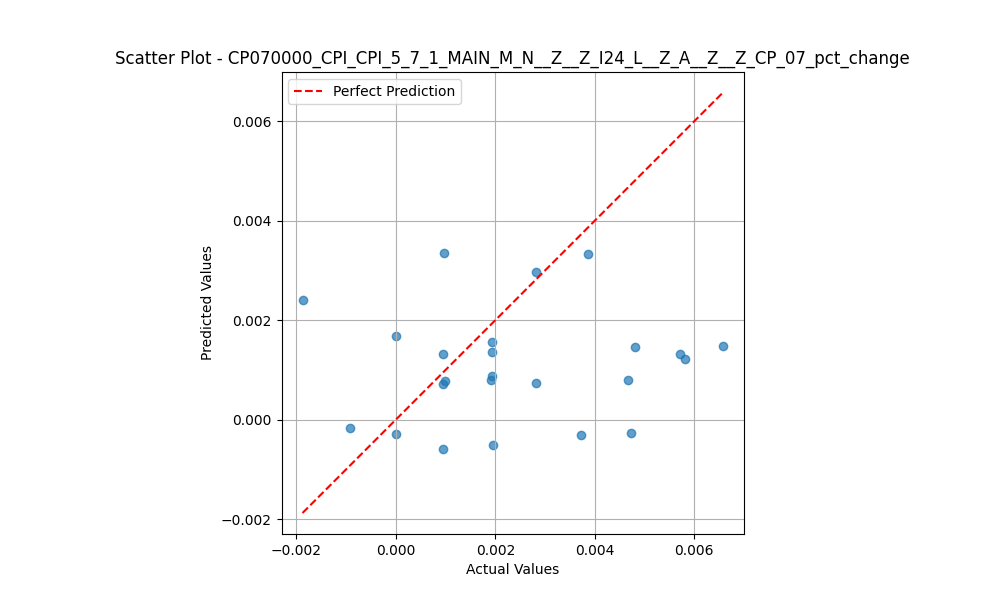 Scatter Plot - CP070000_CPI_CPI_5_7_1_MAIN_M_N__Z__Z_I24_L__Z_A__Z__Z_CP_07_pct_change
Perfect Prediction
0.006
0.004
0.002
0.000
−0.002
Predicted Values
−0.002 0.000 0.002 0.004 0.006
Actual Values